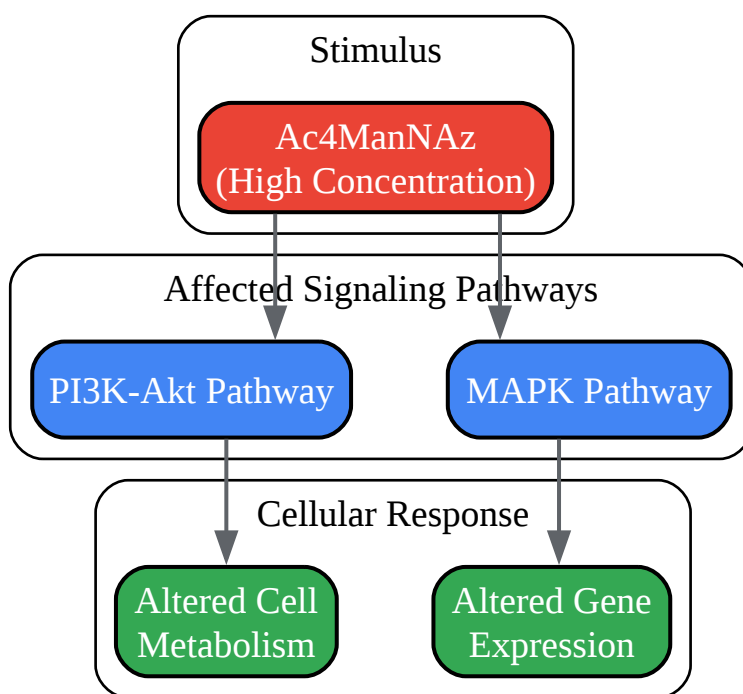 Stimulus
Ac4ManNAz
(High Concentration)
Affected Signaling Pathways
PI3K-Akt Pathway
MAPK Pathway
Cellular Response
Altered Cell
Metabolism
Altered Gene
Expression